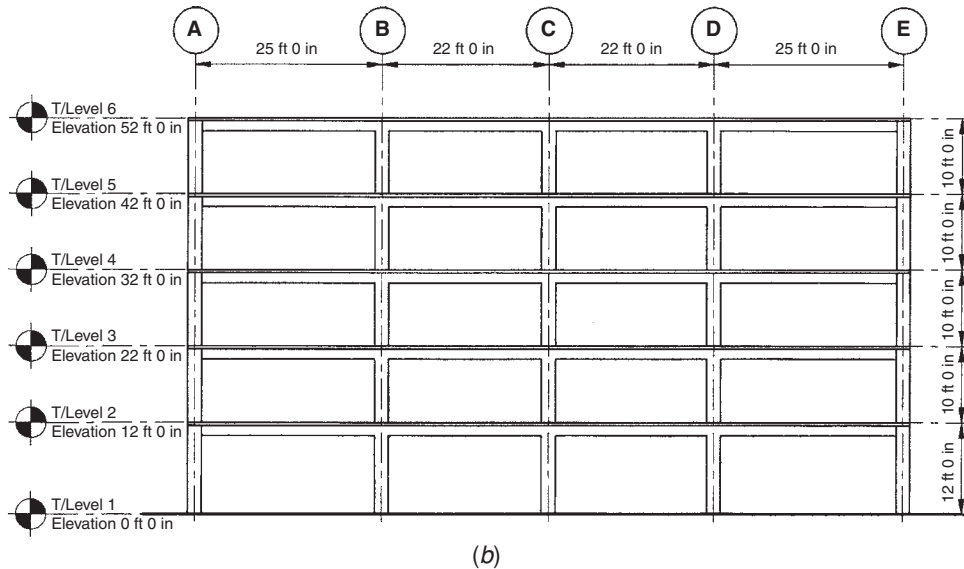 A
B
C
D
E
25 ft 0 in
22 ft 0 in
22 ft 0 in
25 ft 0 in
T/Level 6
Elevation 52 ft 0 in
10 ft 0 in
T/Level 5
Elevation 42 ft 0 in
10 ft 0 in
T/Level 4
Elevation 32 ft 0 in
10 ft 0 in
T/Level 3
Elevation 22 ft 0 in
10 ft 0 in
T/Level 2
Elevation 12 ft 0 in
12 ft 0 in
T/Level 1
Elevation 0 ft 0 in
(b)